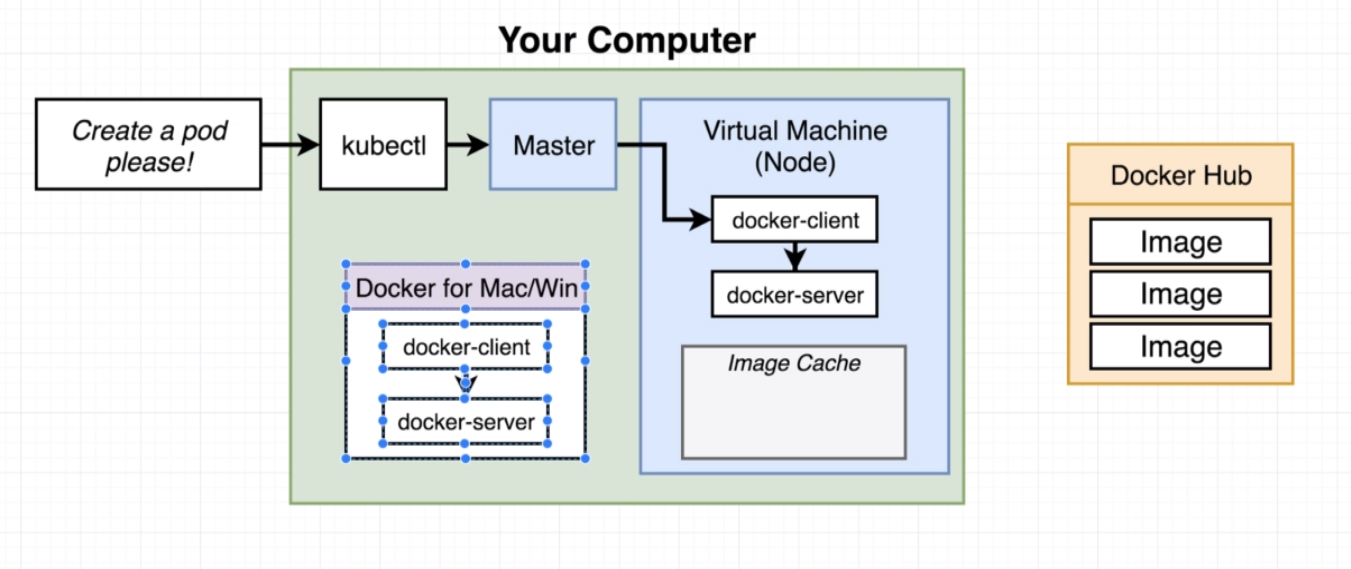 Your Computer
Create a pod
please!
kubectl
Master
Virtual Machine
(Node)
docker-client
docker-server
Image Cache
Docker for Mac/Win
docker-client
docker-server
Docker Hub
Image
Image
Image